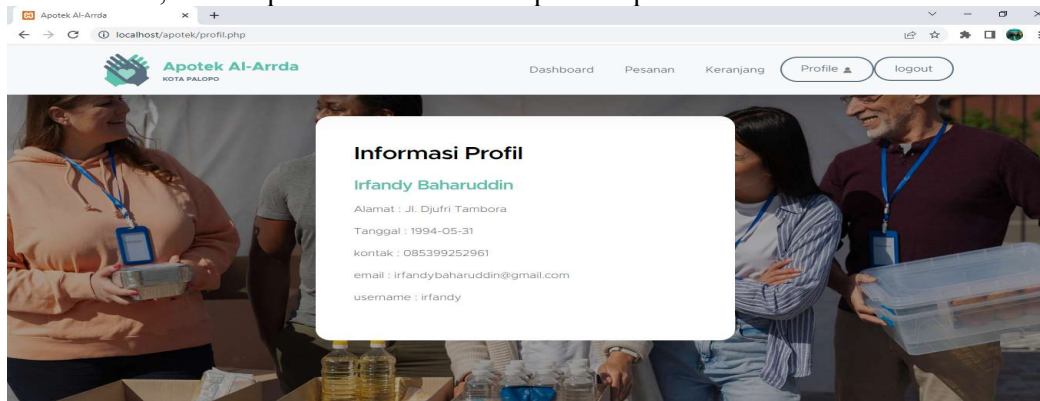 Apotek Al-Arrda
localhost/apotek/profil.php
Apotek Al-Arrda
KOTA PALOPO
Dashboard Pesanan Keranjang Profile logout
Informasi Profil
Irfandy Baharuddin
Alamat : Jl. Djufri Tambora
Tanggal : 1994-05-31
kontak : 085399252961
email : irfandybaharuddin@gmail.com
username : irfandy